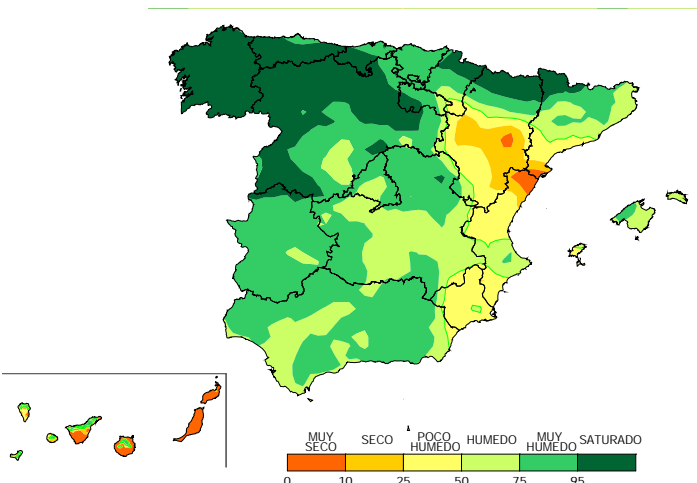 MUY SECO
SECO
POCO HUMEDO
HUMEDO
MUY HUMEDO
SATURADO
0 10 25 50 75 95